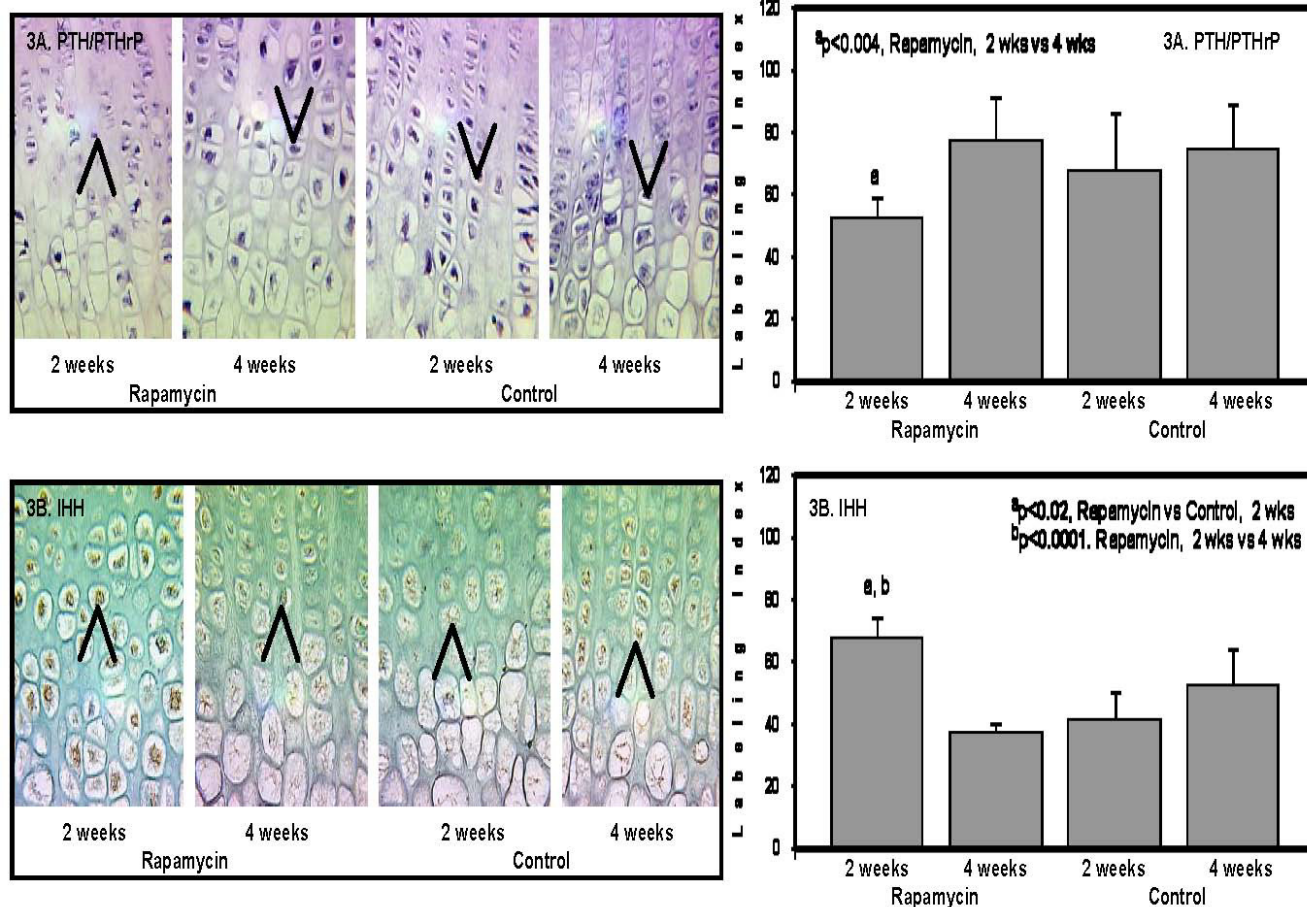 3A. PTH/PTHrP
2 weeks 4 weeks 2 weeks 4 weeks
Rapamycin Control
Labeling Index
120
100
80
60
40
20
0
ap<0.004, Rapamycin, 2 wks vs 4 wks
3A. PTH/PTHrP
a
2 weeks 4 weeks 2 weeks 4 weeks
Rapamycin Control
3B. IHH
2 weeks 4 weeks 2 weeks 4 weeks
Rapamycin Control
Labeling Index
120
100
80
60
40
20
0
3B. IHH
ap<0.02, Rapamycin vs Control, 2 wks
bp<0.0001. Rapamycin, 2 wks vs 4 wks
a, b
2 weeks 4 weeks 2 weeks 4 weeks
Rapamycin Control